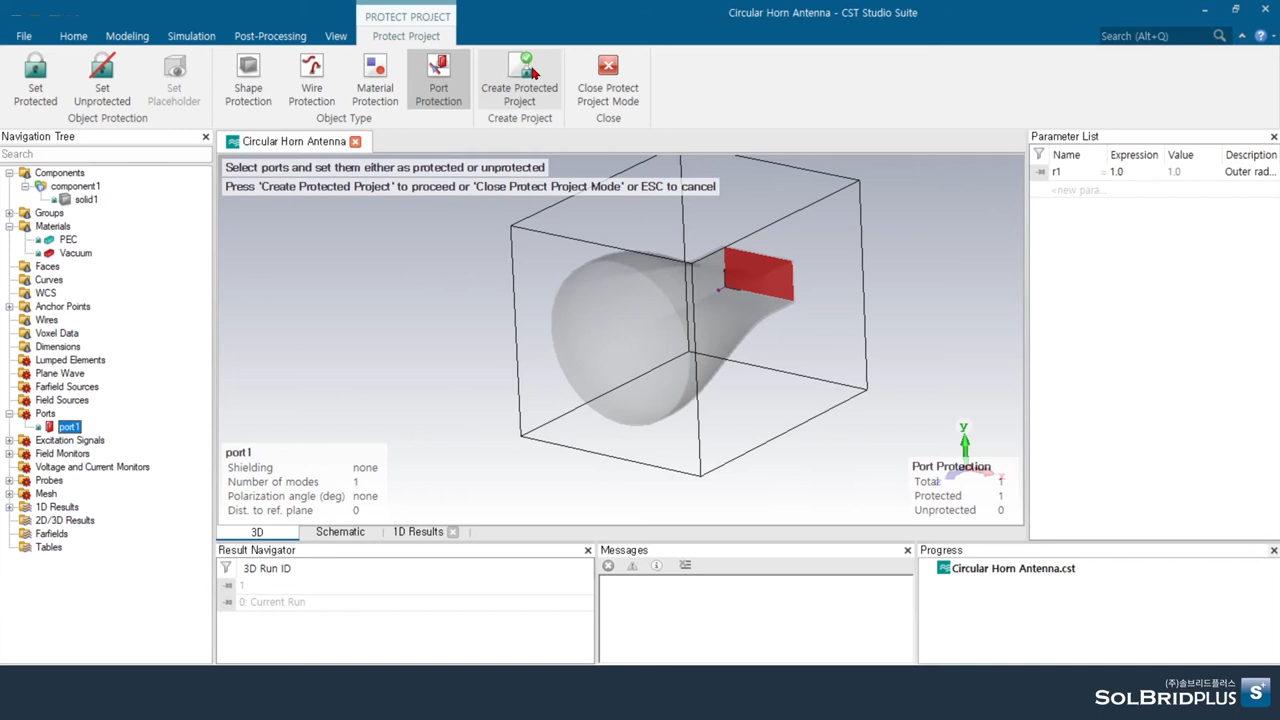 PROTECT PROJECT
Circular Horn Antenna - CST Studio Suite
File Home Modeling Simulation Post-Processing View Protect Project
Search (Alt+Q)
Set Protected
Set Unprotected
Set Placeholder
Shape Protection
Wire Protection
Material Protection
Port Protection
Create Protected Project
Close Protect Project Mode
Object Protection
Object Type
Create Project
Close
Navigation Tree
Search
Components
component1
solid1
Groups
Materials
PEC
Vacuum
Faces
Curves
WCS
Anchor Points
Wires
Voxel Data
Dimensions
Lumped Elements
Plane Wave
Farfield Sources
Field Sources
Ports
port1
Excitation Signals
Field Monitors
Voltage and Current Monitors
Probes
Mesh
1D Results
2D/3D Results
Farfields
Tables
Circular Horn Antenna
Select ports and set them either as protected or unprotected
Press 'Create Protected Project' to proceed or 'Close Protect Project Mode' or ESC to cancel
port1
Shielding none
Number of modes 1
Polarization angle (deg) none
Dist to ref. plane 0
y
x
Port Protection
Total: 1
Protected 1
Unprotected 0
3D Schematic 1D Results
Parameter List
Name Expression Value Description
r1 = 1.0 1.0 Outer rad...
<new para...
Result Navigator
3D Run ID
1
0: Current Run
Messages
Progress
Circular Horn Antenna.cst
(주)솔브리드플러스
SOLBRIDPLUS S+